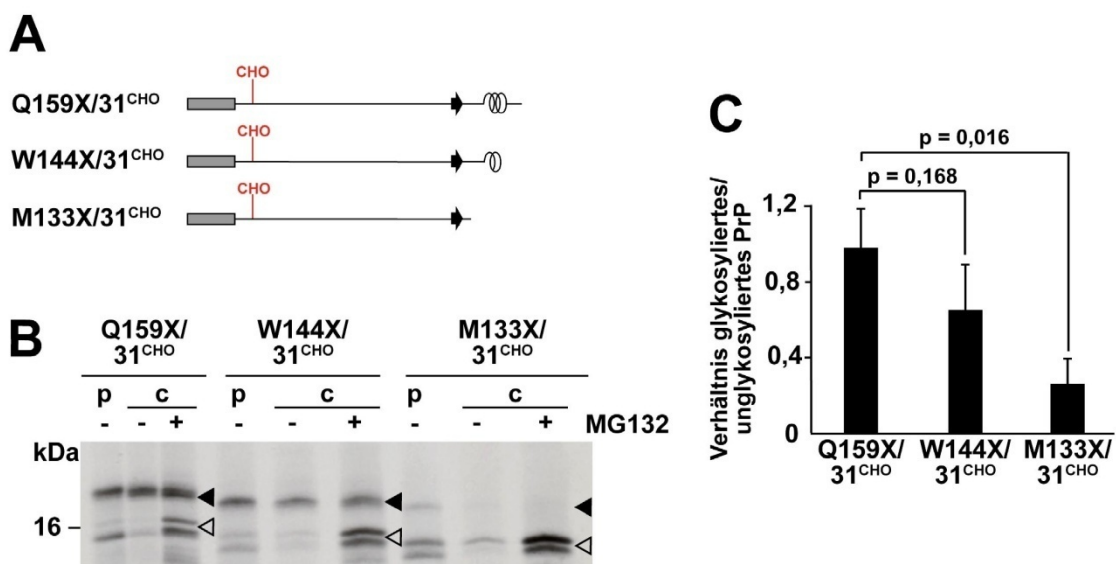 A
CHO
Q159X/31CHO
CHO
W144X/31CHO
CHO
M133X/31CHO
B
Q159X/ W144X/ M133X/
31CHO 31CHO 31CHO
p c p c p c
- - + - - + - - + MG132
kDa
16
C
p = 0,016
p = 0,168
Verhältnis glykosyliertes/
unglykosyliertes PrP
1,2
0,8
0,4
0
Q159X/ W144X/ M133X/
31CHO 31CHO 31CHO